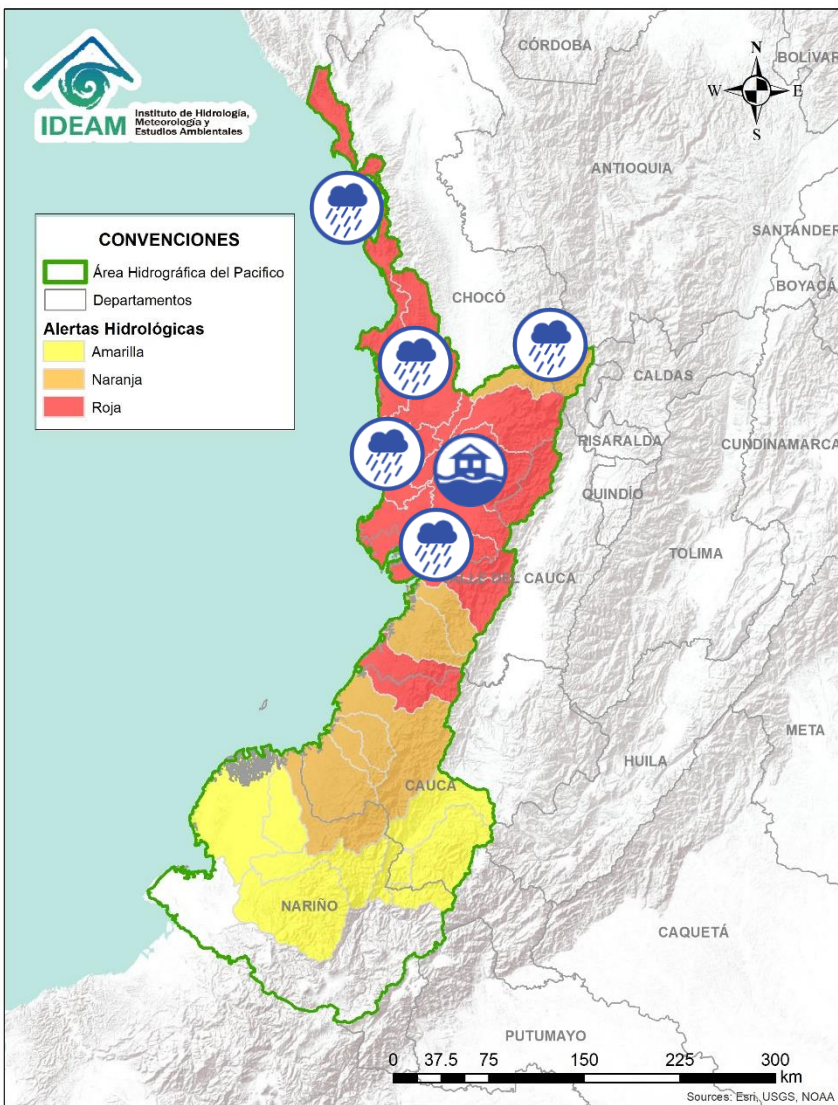 IDEAM
Instituto de Hidrología,
Meteorología y
Estudios Ambientales
CÓRDOBA
BOLÍVAR
N
W
E
S
ANTIOQUIA
SANTANDER
BOYACÁ
CONVENCIONES
Área Hidrográfica del Pacifico
Departamentos
Alertas Hidrológicas
Amarilla
Naranja
Roja
CHOCÓ
CALDAS
RISARALDA
CUNDINAMARCA
QUINDÍO
TOLIMA
DEL CAUCA
META
HUILA
CAUCA
NARIÑO
CAQUETÁ
PUTUMAYO
0 37.5 75 150 225 300
km
Sources: Esri, USGS, NOAA